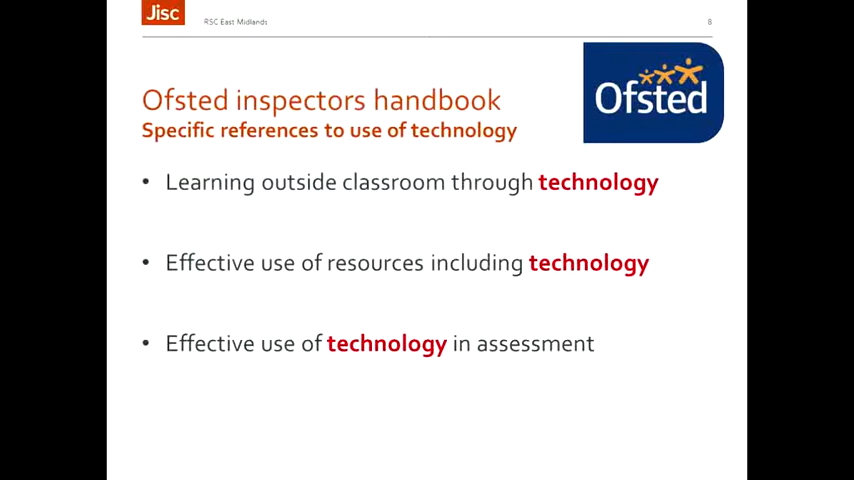 Jisc
RSC East Midlands
8
Ofsted
Ofsted inspectors handbook
Specific references to use of technology
• Learning outside classroom through technology
• Effective use of resources including technology
• Effective use of technology in assessment